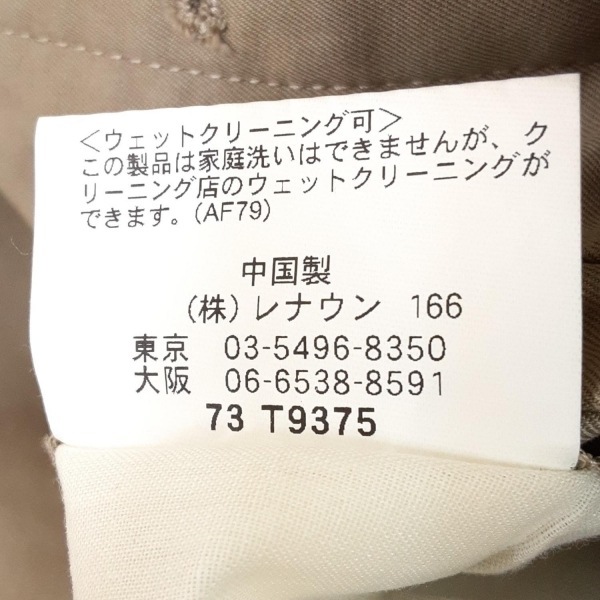 ＜ウェットクリーニング可＞
この製品は家庭洗いはできませんが、ク
リーニング店のウェットクリーニングが
できます。(AF79)
中国製
(株)レナウン 166
東京 03-5496-8350
大阪 06-6538-8591
73 T9375